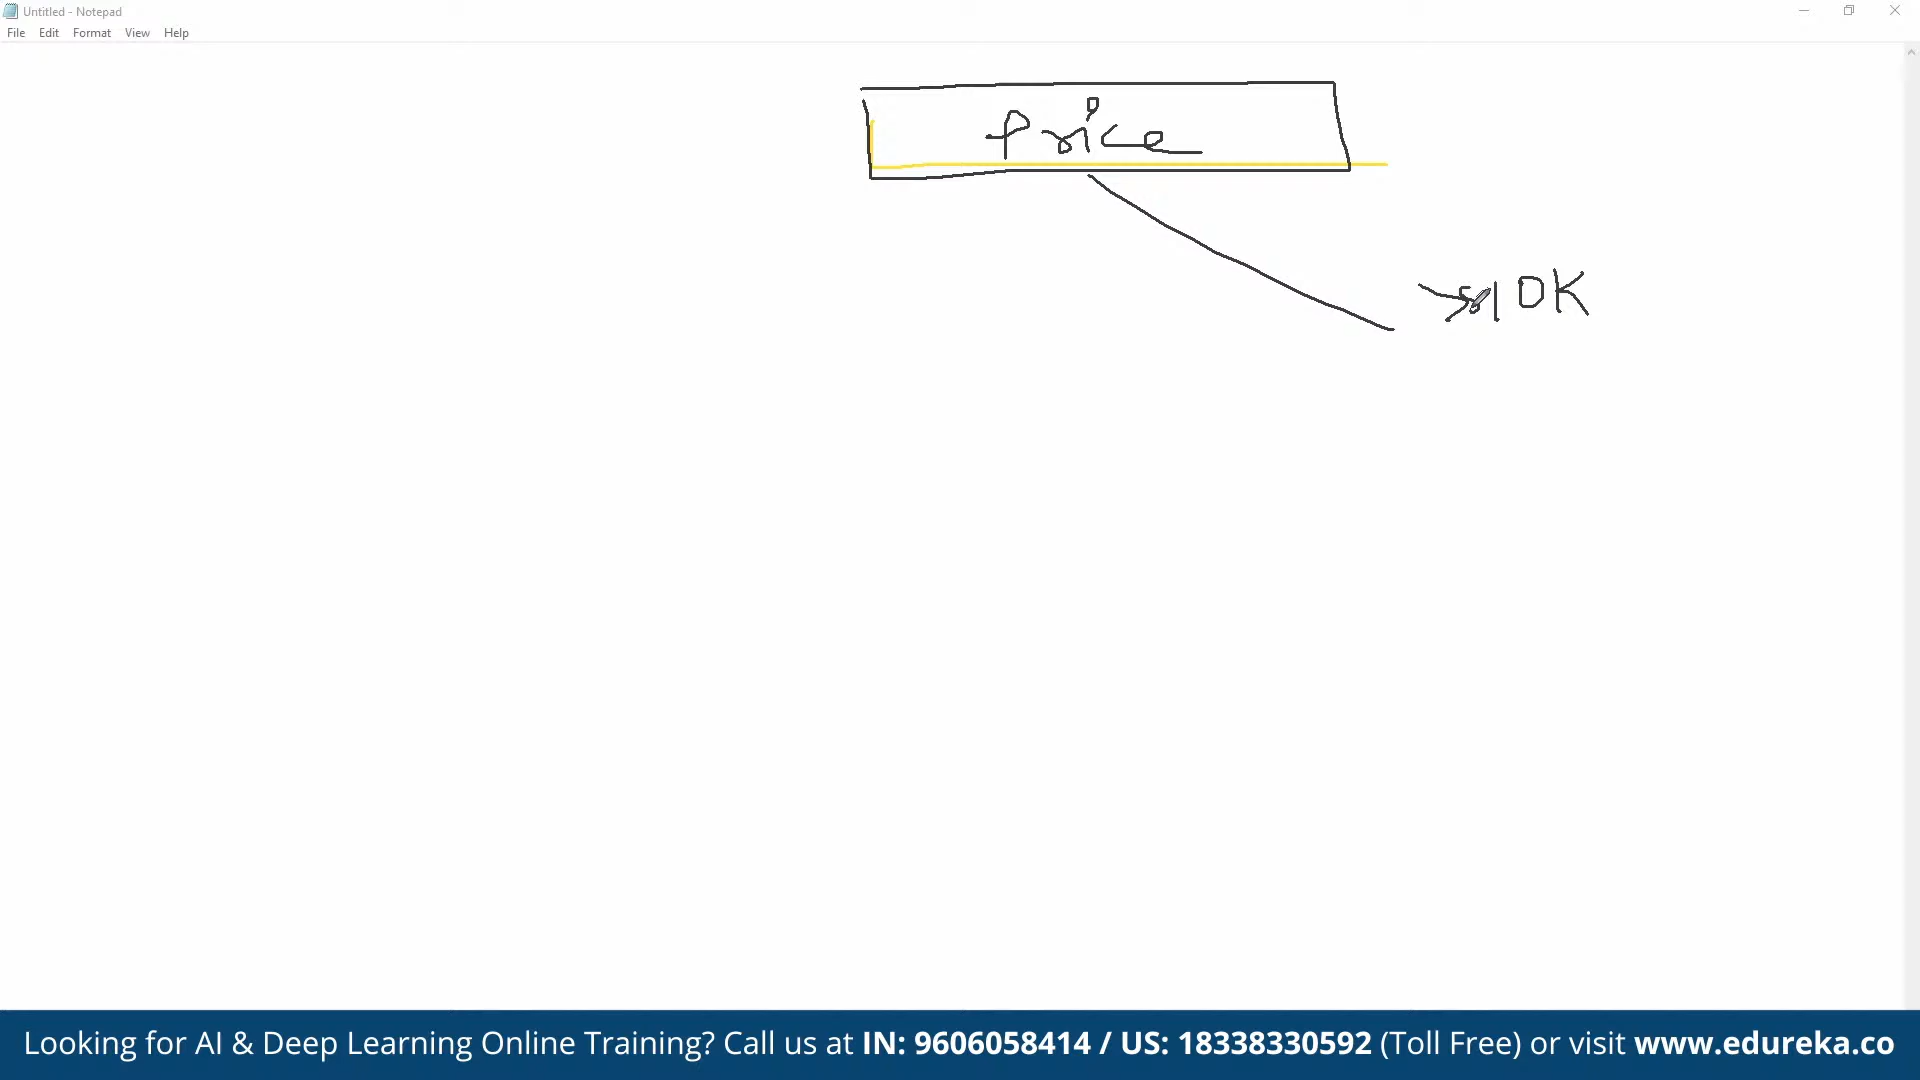 Untitled - Notepad
File Edit Format View Help
Price
10K
Looking for AI & Deep Learning Online Training? Call us at IN: 9606058414 / US: 18338330592 (Toll Free) or visit www.edureka.co